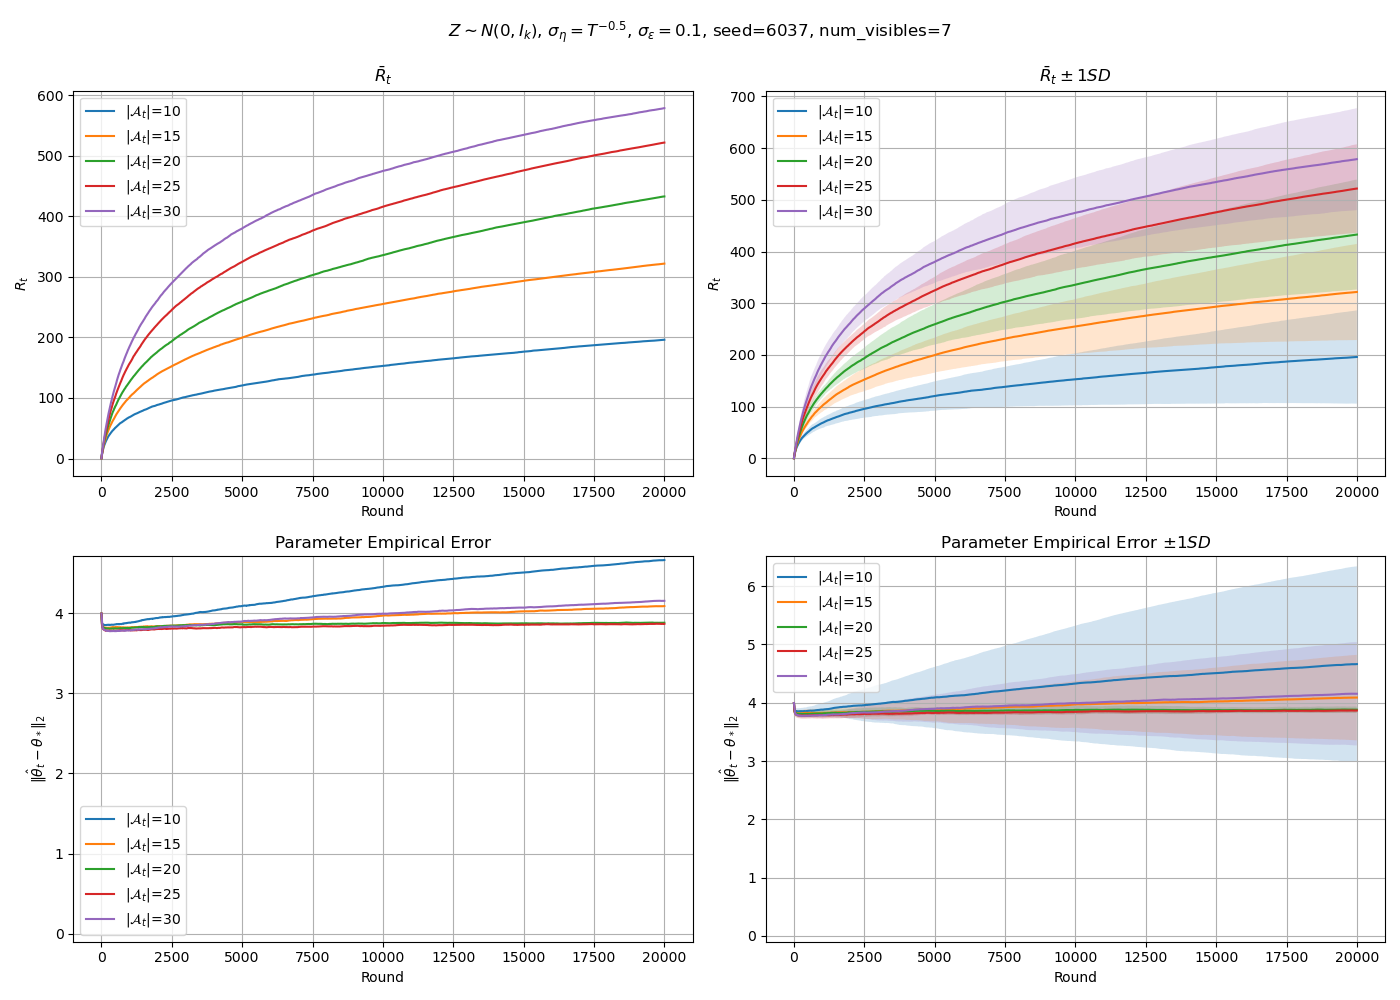 Z ∼ N(0, I_k), σ_η = T^{−0.5}, σ_ε = 0.1, seed=6037, num_visibles=7
R̄_t
600
500
400
300
200
100
0
R_t
|𝒜_t|=10
|𝒜_t|=15
|𝒜_t|=20
|𝒜_t|=25
|𝒜_t|=30
0 2500 5000 7500 10000 12500 15000 17500 20000
Round
R̄_t ± 1SD
700
600
500
400
300
200
100
0
R_t
|𝒜_t|=10
|𝒜_t|=15
|𝒜_t|=20
|𝒜_t|=25
|𝒜_t|=30
0 2500 5000 7500 10000 12500 15000 17500 20000
Round
Parameter Empirical Error
4
3
2
1
0
‖θ̂_t − θ_*‖_2
|𝒜_t|=10
|𝒜_t|=15
|𝒜_t|=20
|𝒜_t|=25
|𝒜_t|=30
0 2500 5000 7500 10000 12500 15000 17500 20000
Round
Parameter Empirical Error ±1SD
6
5
4
3
2
1
0
‖θ̂_t − θ_*‖_2
|𝒜_t|=10
|𝒜_t|=15
|𝒜_t|=20
|𝒜_t|=25
|𝒜_t|=30
0 2500 5000 7500 10000 12500 15000 17500 20000
Round